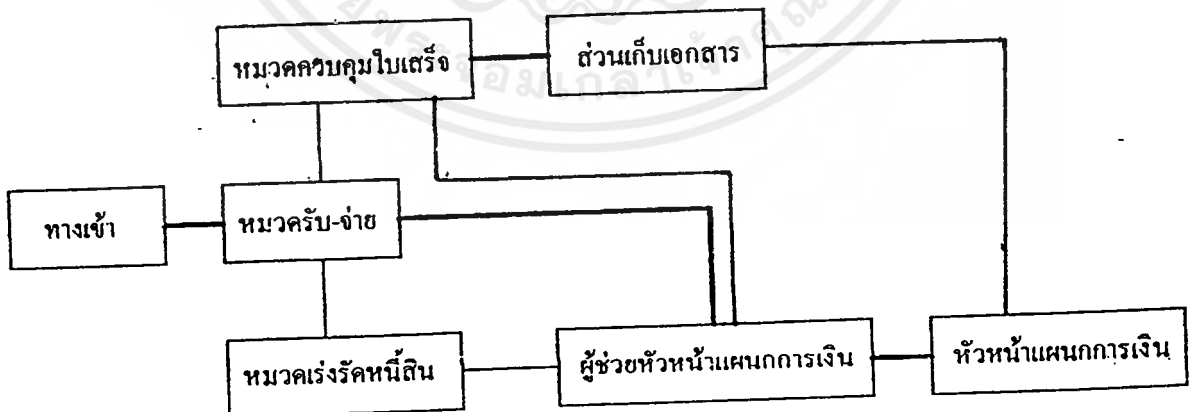 หมวดควบคุมใบเสร็จ
ส่วนเก็บเอกสาร
ทางเข้า
หมวดรับ-จ่าย
หมวดเร่งรัดหนี้สิน
ผู้ช่วยหัวหน้าแผนกการเงิน
หัวหน้าแผนกการเงิน